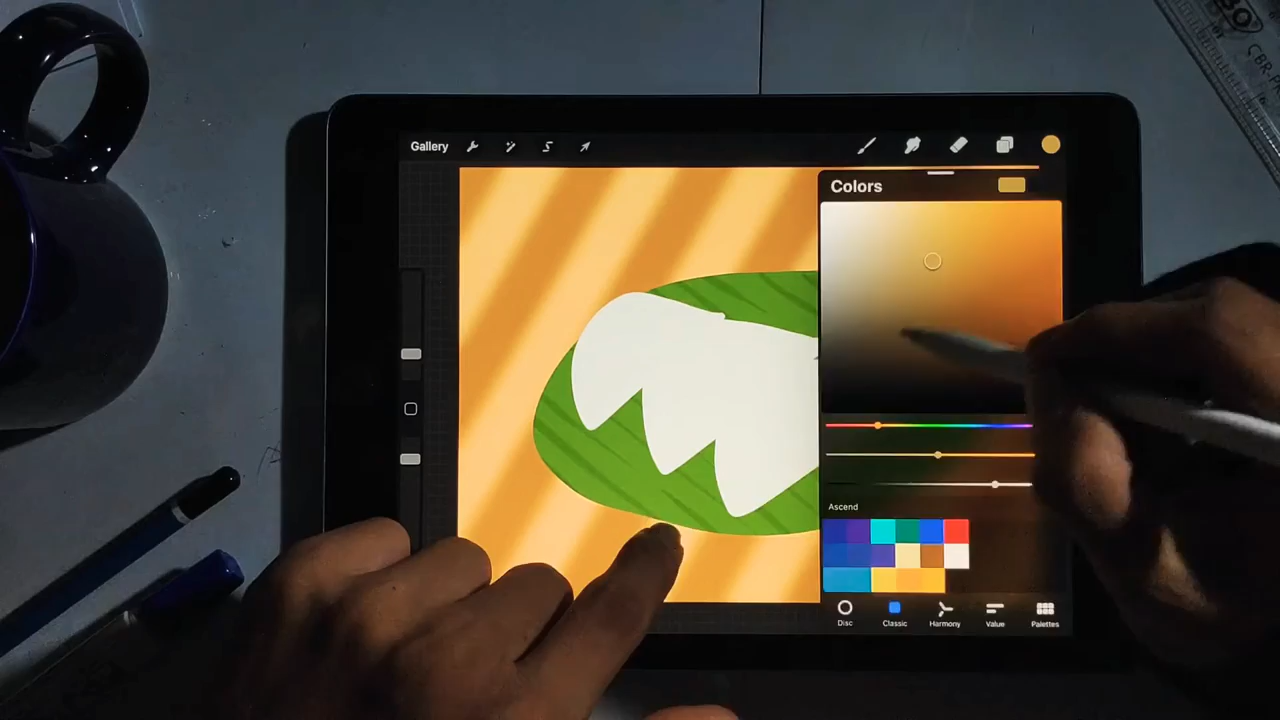 Gallery
Colors
Ascend
Disc
Classic
Harmony
Value
Palettes